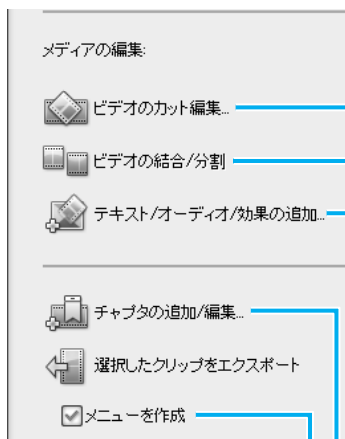 メディアの編集:
ビデオのカット編集...
ビデオの結合/分割
テキスト/オーディオ/効果の追加...
チャプタの追加/編集...
選択したクリップをエクスポート
メニューを作成